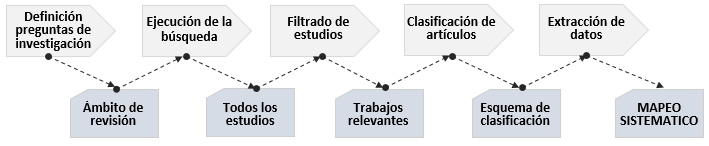 Definición
preguntas de
investigación
Ejecución de la
búsqueda
Filtrado de
estudios
Clasificación de
artículos
Extracción de
datos
Ámbito de
revisión
Todos los
estudios
Trabajos
relevantes
Esquema de
clasificación
MAPEO
SISTEMATICO